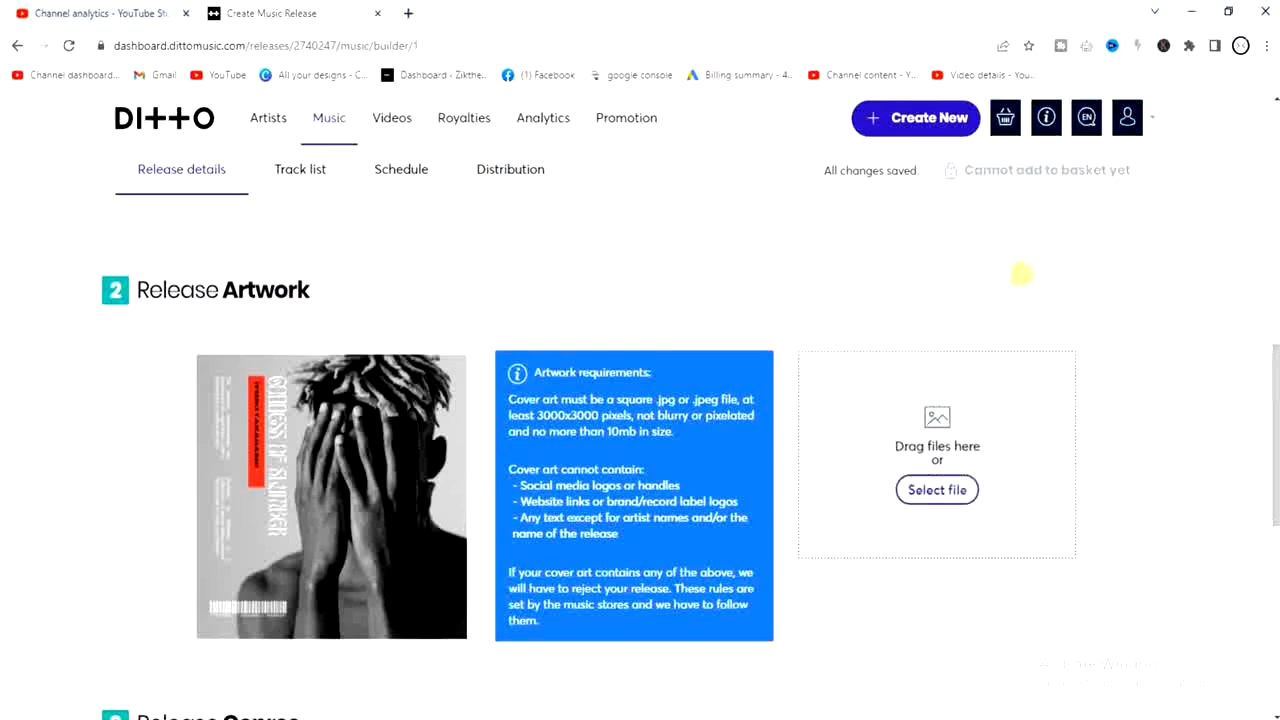 Channel analytics - YouTube St
Create Music Release
dashboard.dittomusic.com/releases/2740247/music/builder/1
Channel dashboard...
Gmail
YouTube
All your designs - C...
Dashboard - Zikthe...
(1) Facebook
google console
Billing summary - 4...
Channel content - Y...
Video details - You...
DITTO
Artists
Music
Videos
Royalties
Analytics
Promotion
+ Create New
EN
Release details
Track list
Schedule
Distribution
All changes saved.
Cannot add to basket yet
2 Release Artwork
Artwork requirements:
Cover art must be a square .jpg or .jpeg file, at
least 3000x3000 pixels, not blurry or pixelated
and no more than 10mb in size.
Cover art cannot contain:
- Social media logos or handles
- Website links or brand/record label logos
- Any text except for artist names and/or the
name of the release
If your cover art contains any of the above, we
will have to reject your release. These rules are
set by the music stores and we have to follow
them.
Drag files here
or
Select file
Release Genres